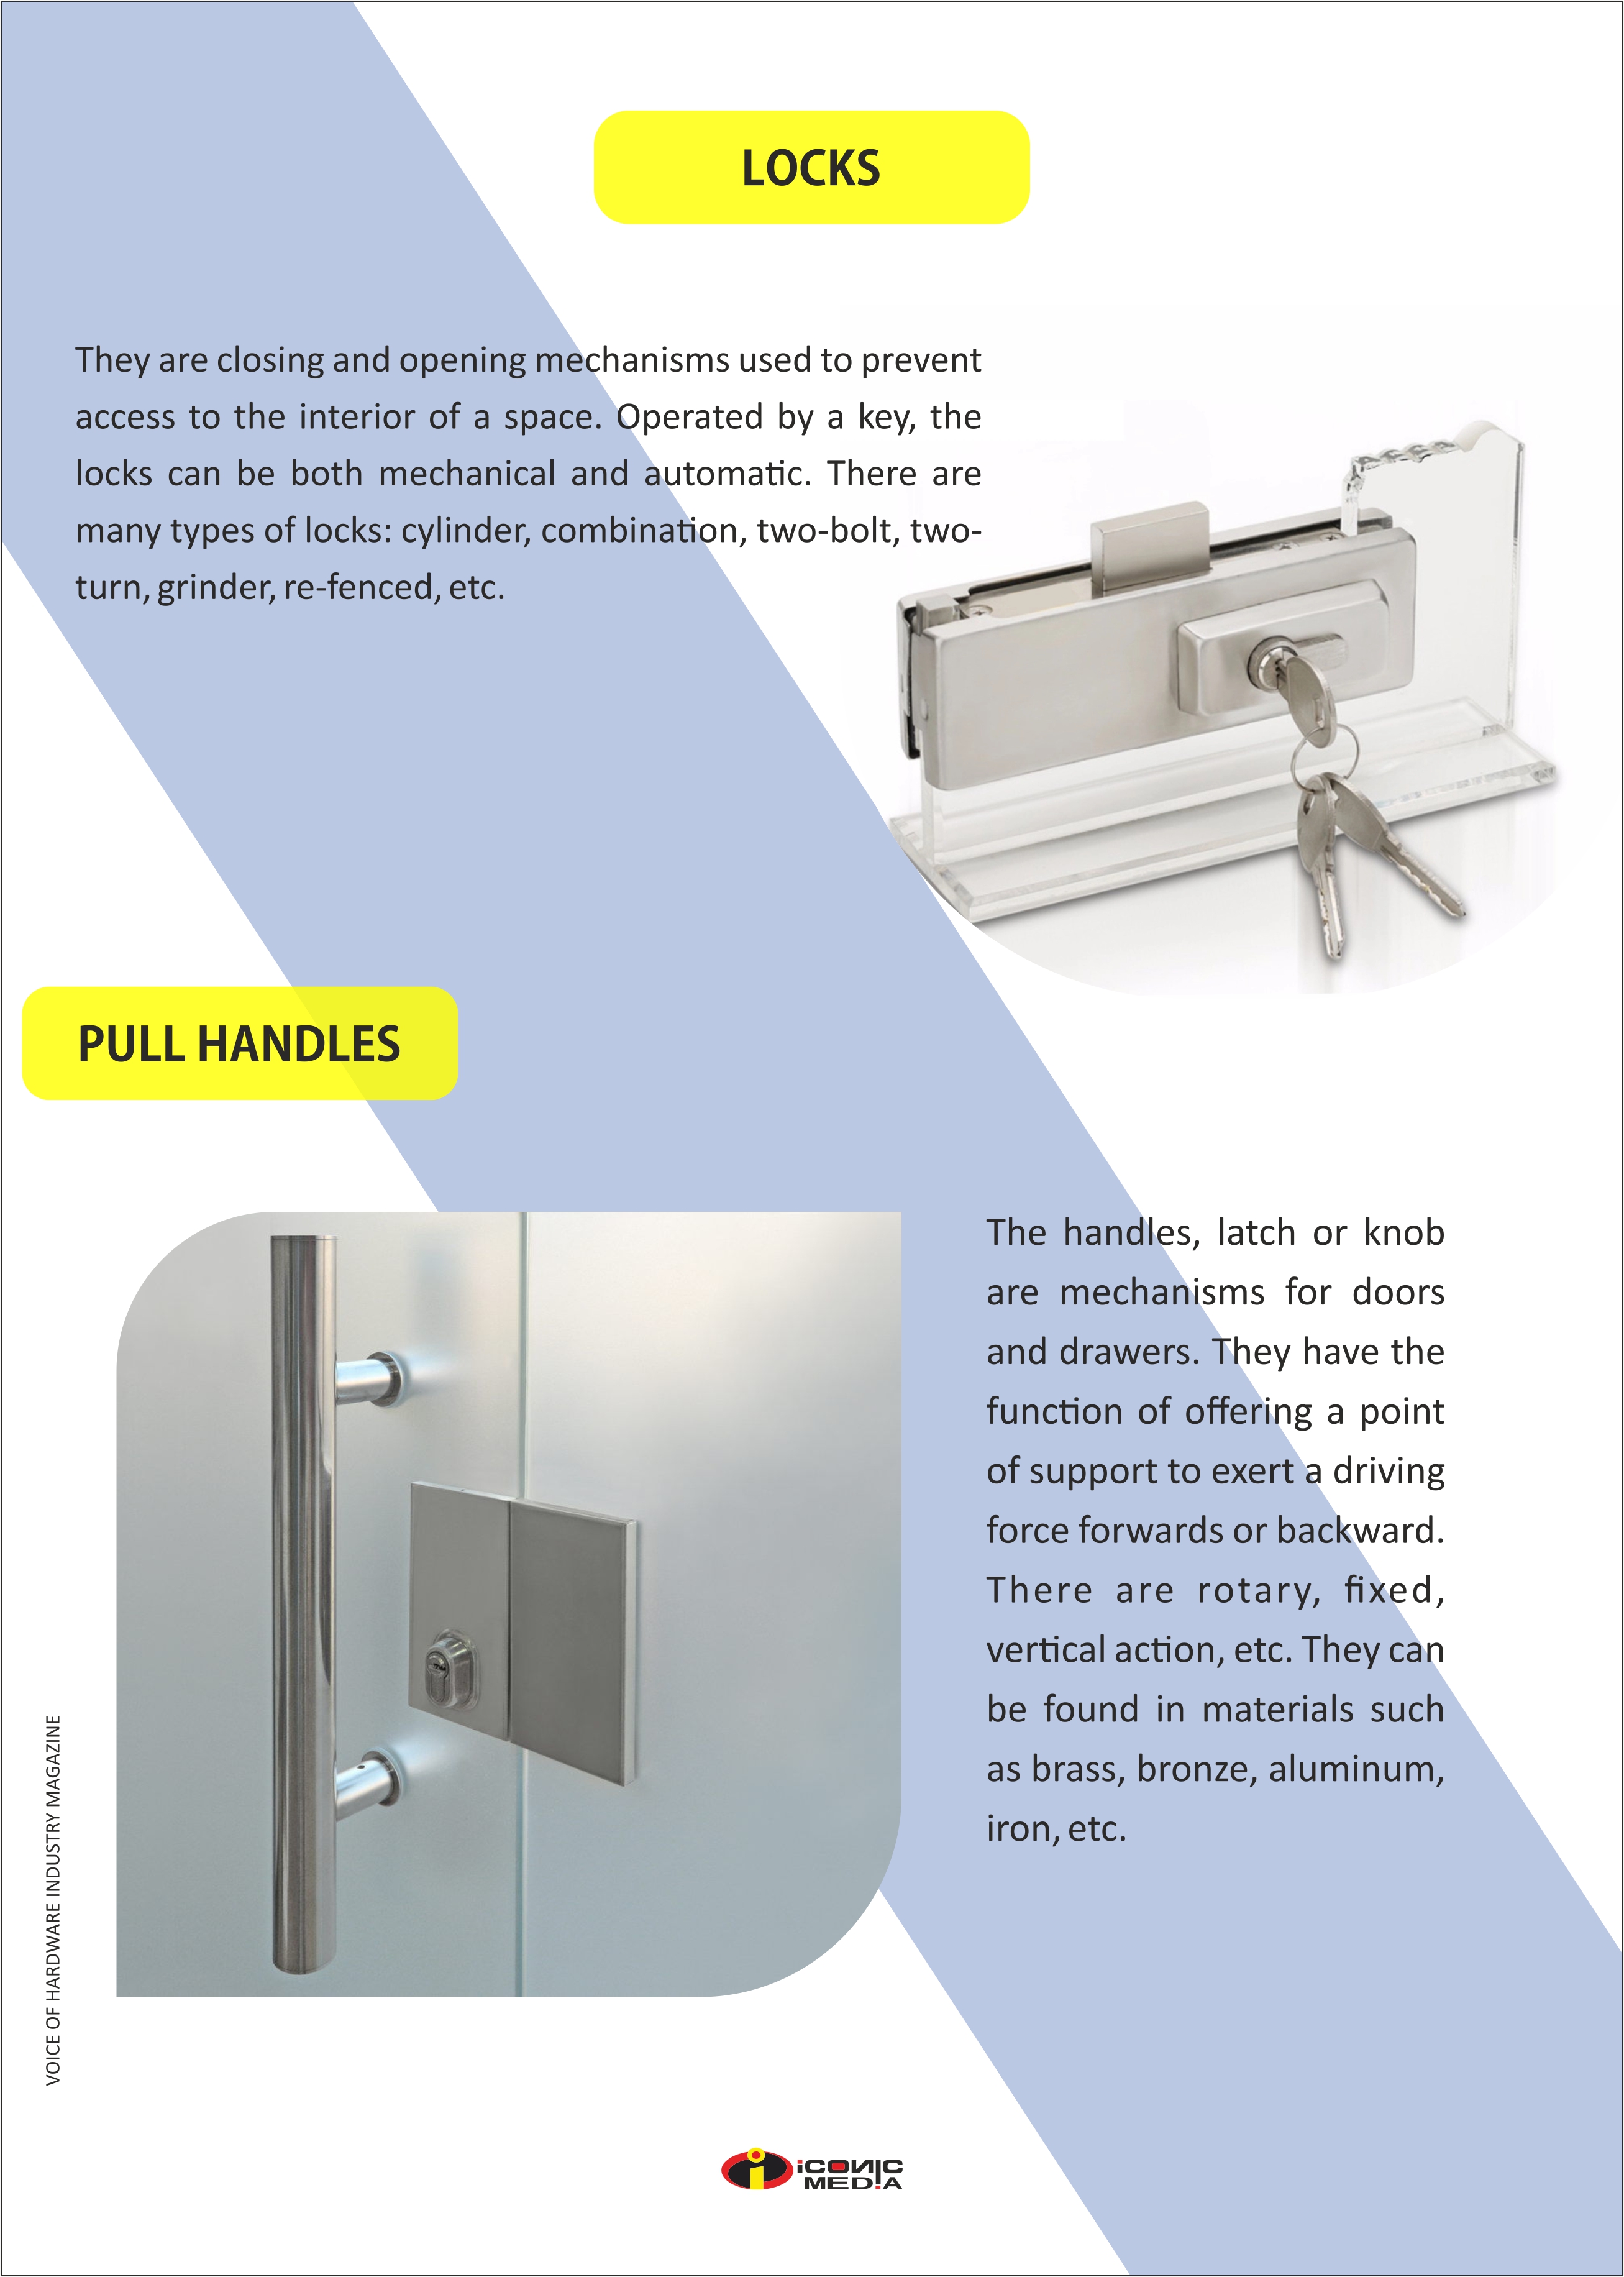 LOCKS
They are closing and opening mechanisms used to prevent
access to the interior of a space. Operated by a key, the
locks can be both mechanical and automatic. There are
many types of locks: cylinder, combination, two-bolt, two-
turn, grinder, re-fenced, etc.
PULL HANDLES
The handles, latch or knob
are mechanisms for doors
and drawers. They have the
function of offering a point
of support to exert a driving
force forwards or backward.
There are rotary, fixed,
vertical action, etc. They can
be found in materials such
as brass, bronze, aluminum,
iron, etc.
VOICE OF HARDWARE INDUSTRY MAGAZINE
iCONIC
MEDiA